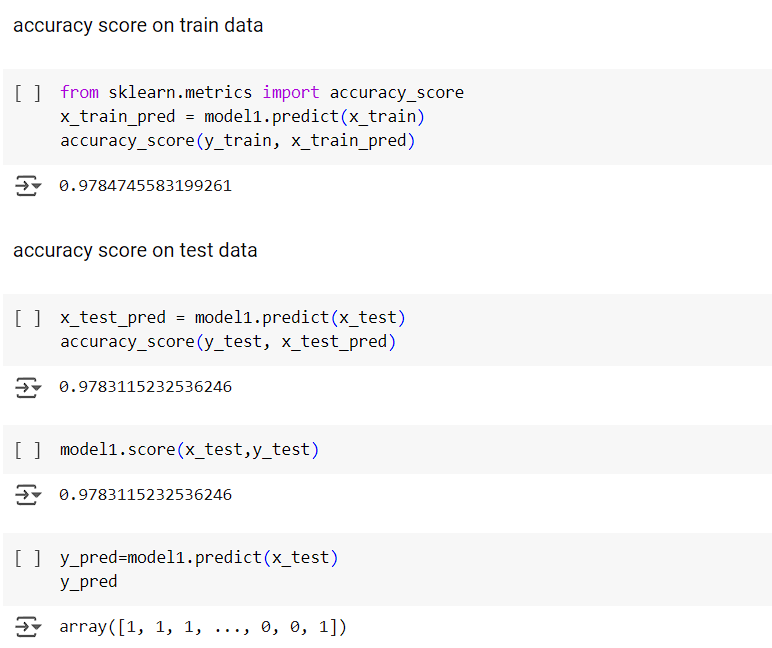 accuracy score on train data
[ ] from sklearn.metrics import accuracy_score
x_train_pred = model1.predict(x_train)
accuracy_score(y_train, x_train_pred)
0.9784745583199261
accuracy score on test data
[ ] x_test_pred = model1.predict(x_test)
accuracy_score(y_test, x_test_pred)
0.9783115232536246
[ ] model1.score(x_test,y_test)
0.9783115232536246
[ ] y_pred=model1.predict(x_test)
y_pred
array([1, 1, 1, ..., 0, 0, 1])